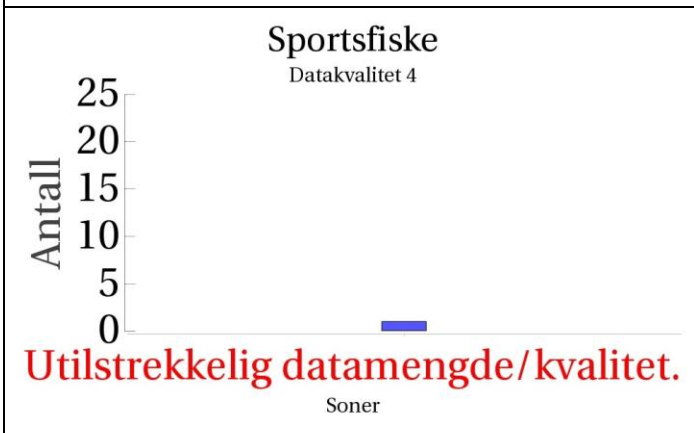 Sportsfiske
Datakvalitet 4
25
20
15
10
5
0
Antall
Utilstrekkelig datamengde/kvalitet.
Soner